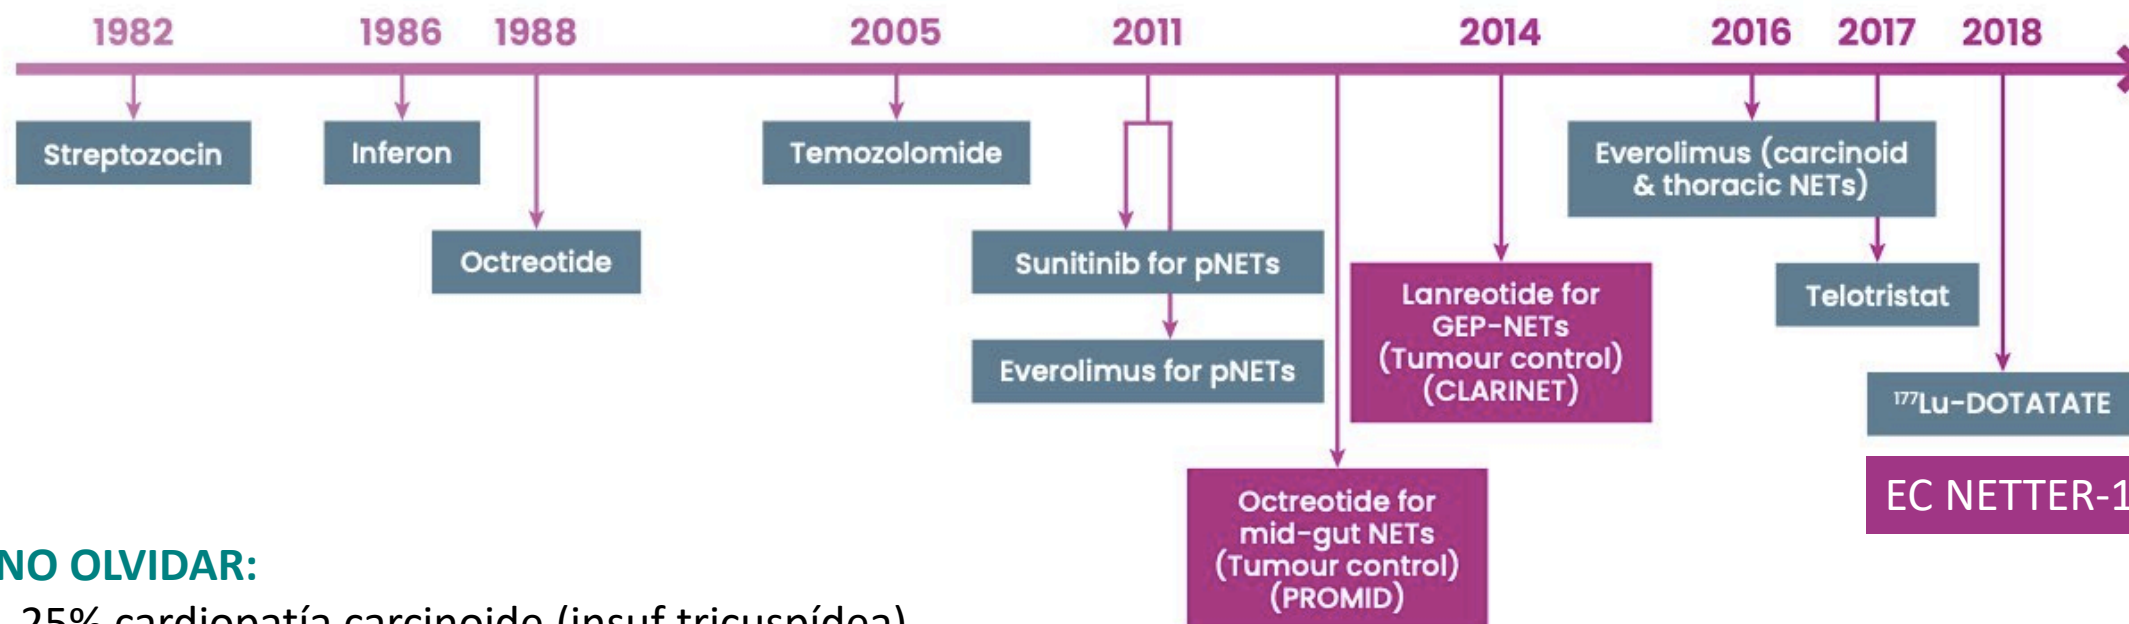 1982 1986 1988 2005 2011 2014 2016 2017 2018
Streptozocin
Inferon
Octreotide
Temozolomide
Sunitinib for pNETs
Everolimus for pNETs
Octreotide for
mid-gut NETs
(Tumour control)
(PROMID)
Lanreotide for
GEP-NETs
(Tumour control)
(CLARINET)
Everolimus (carcinoid
& thoracic NETs)
Telotristat
¹⁷⁷Lu-DOTATATE
EC NETTER-1
NO OLVIDAR:
25% cardiopatía carcinoide (insuf tricuspídea)